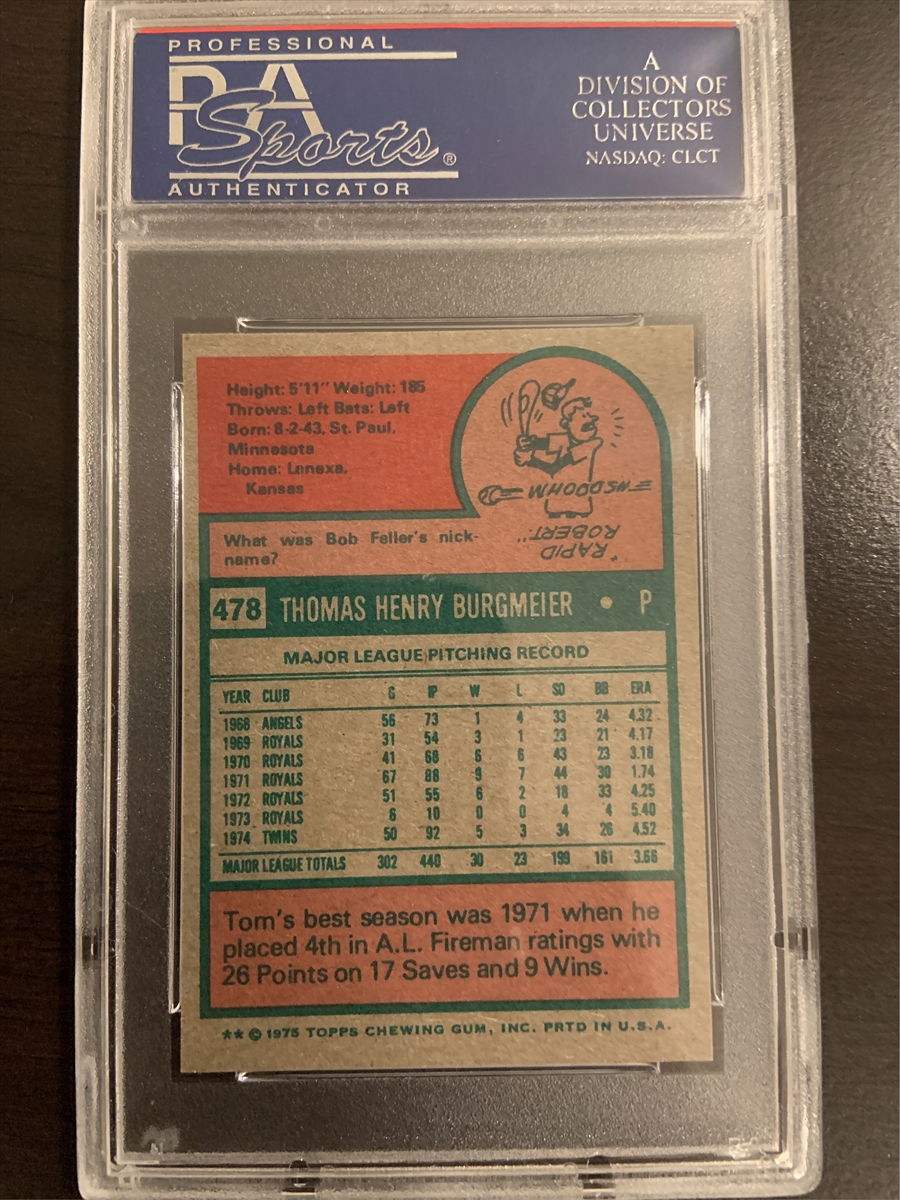 PROFESSIONAL
PSA
Sports®
AUTHENTICATOR
A
DIVISION OF
COLLECTORS
UNIVERSE
NASDAQ: CLCT
Height: 5'11" Weight: 185
Throws: Left Bats: Left
Born: 8-2-43, St. Paul,
Minnesota
Home: Lenexa,
Kansas
WHOOOSH
"RAPID
ROBERT"
What was Bob Feller's nick-
name?
478 THOMAS HENRY BURGMEIER • P
MAJOR LEAGUE PITCHING RECORD
YEAR CLUB G IP W L SO BB ERA
1968 ANGELS 56 73 1 4 33 24 4.32
1969 ROYALS 31 54 3 1 23 21 4.17
1970 ROYALS 41 68 6 6 43 23 3.18
1971 ROYALS 67 88 9 7 44 30 1.74
1972 ROYALS 51 55 6 2 18 33 4.25
1973 ROYALS 6 10 0 0 4 4 5.40
1974 TWINS 50 92 5 3 34 26 4.52
MAJOR LEAGUE TOTALS 302 440 30 23 199 161 3.66
Tom's best season was 1971 when he
placed 4th in A.L. Fireman ratings with
26 Points on 17 Saves and 9 Wins.
** © 1975 TOPPS CHEWING GUM, INC. PRTD IN U.S.A.